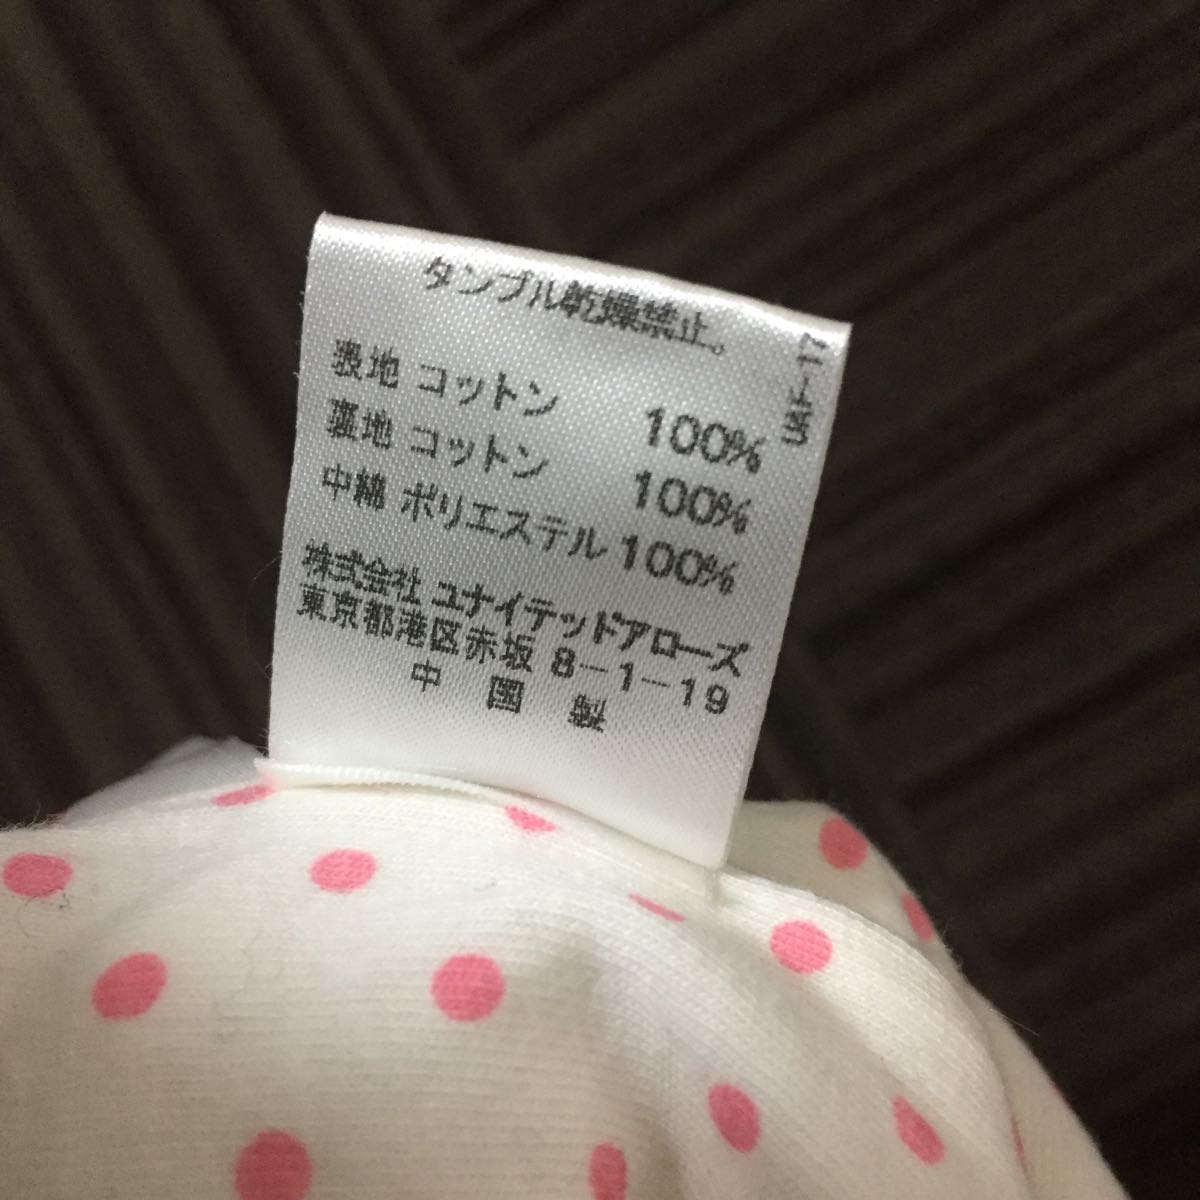 タンブル乾燥禁止。
表地 コットン 100%
裏地 コットン 100%
中綿 ポリエステル 100%
株式会社 ユナイテッドアローズ
東京都港区赤坂 8-1-19
中 国 製